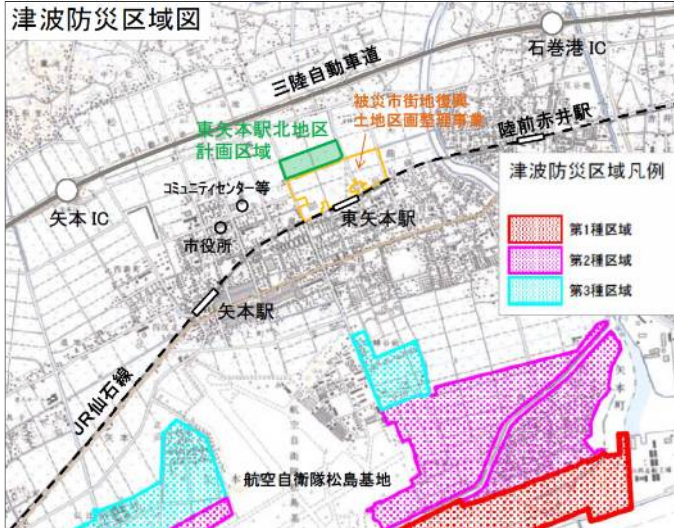 津波防災区域図
石巻港 IC
三陸自動車道
被災市街地復興
土地区画整理事業
陸前赤井駅
東矢本駅北地区
計画区域
津波防災区域凡例
コミュニティセンター等
矢本 IC
市役所
東矢本駅
第1種区域
第2種区域
第3種区域
矢本駅
JR仙石線
矢本町
航空自衛隊松島基地